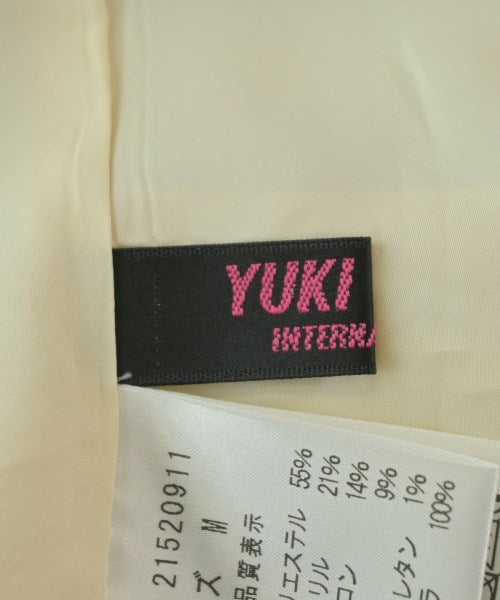 YUKI
INTERNA
21520911
ズ M
品質表示
リエステル 55%
リル 21%
ロン 14%
9%
レタン 1%
ラ 100%